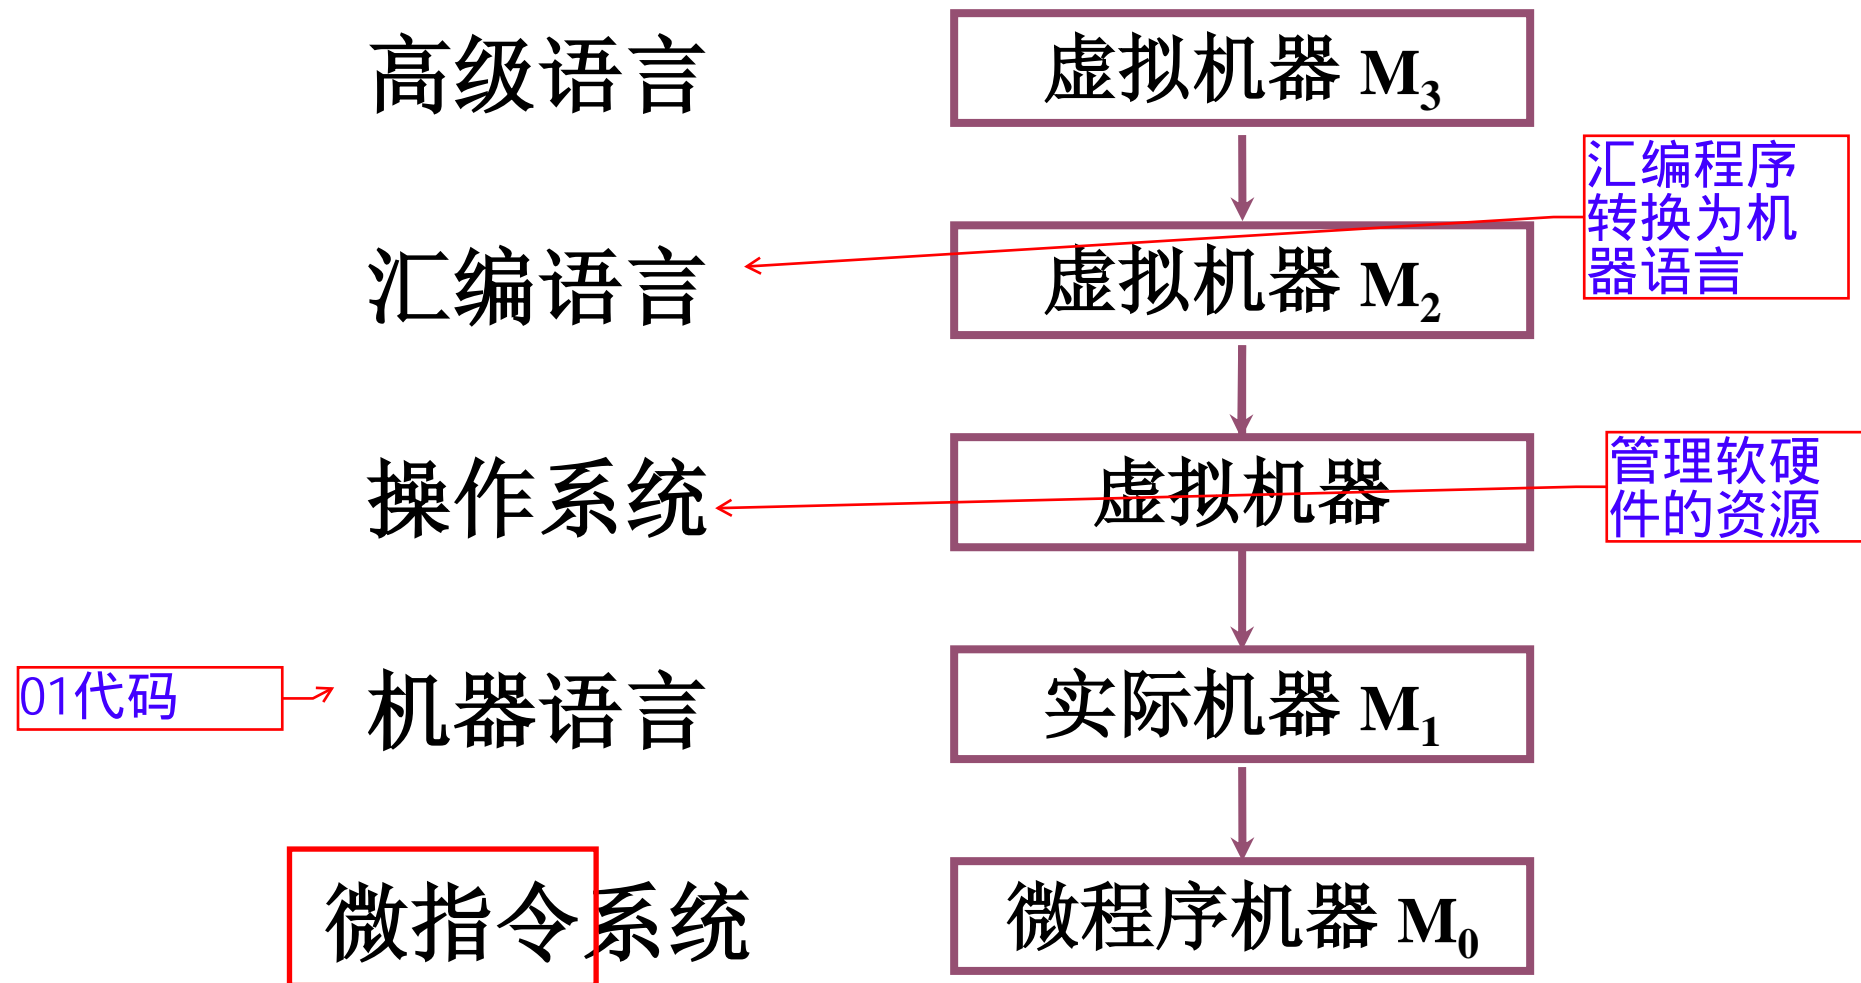 高级语言
虚拟机器 M3
汇编程序
转换为机
器语言
汇编语言
虚拟机器 M2
操作系统
虚拟机器
管理软硬
件的资源
01代码
机器语言
实际机器 M1
微指令系统
微程序机器 M0